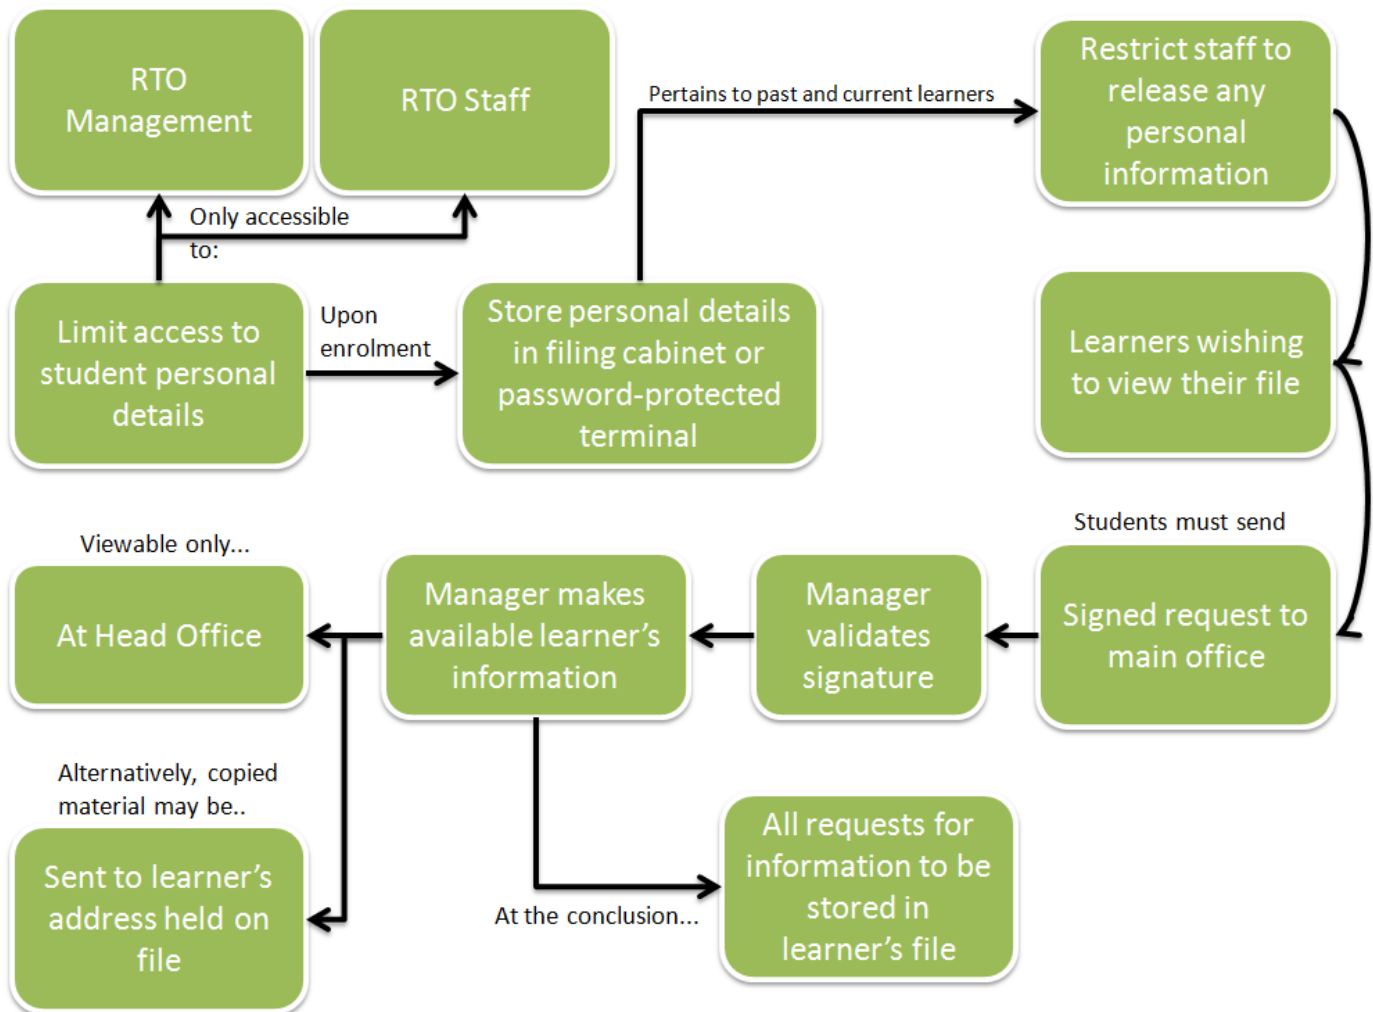 RTO
Management
RTO Staff
Pertains to past and current learners
Restrict staff to
release any
personal
information
Only accessible
to:
Limit access to
student personal
details
Upon
enrolment
Store personal details
in filing cabinet or
password-protected
terminal
Learners wishing
to view their file
Students must send
Signed request to
main office
Manager
validates
signature
Manager makes
available learner’s
information
Viewable only...
At Head Office
Alternatively, copied
material may be..
Sent to learner’s
address held on
file
At the conclusion...
All requests for
information to be
stored in
learner’s file